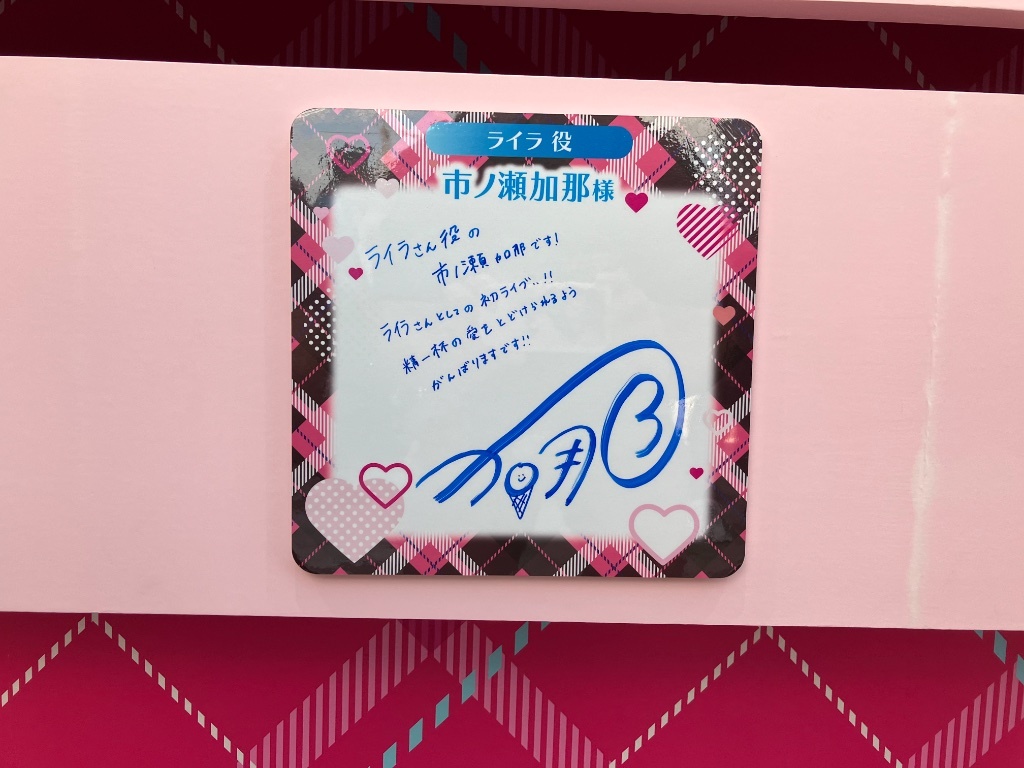 ライラ 役
市ノ瀬加那様
ライラさん役の
市ノ瀬加那です!
ライラさんとしての初ライブ..!!
精一杯の愛をとどけられるよう
がんばりますです!!
加那